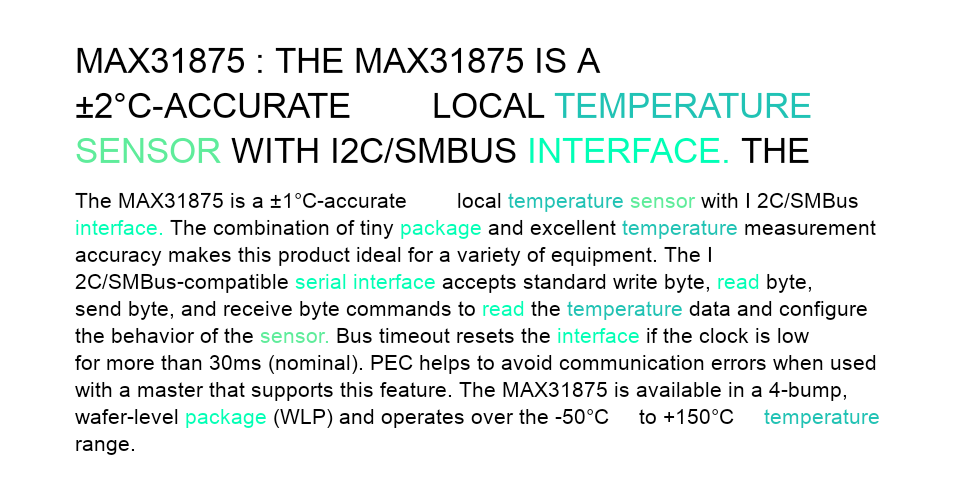 MAX31875 : THE MAX31875 IS A
±2°C-ACCURATE LOCAL TEMPERATURE
SENSOR WITH I2C/SMBUS INTERFACE. THE
The MAX31875 is a ±1°C-accurate local temperature sensor with I 2C/SMBus
interface. The combination of tiny package and excellent temperature measurement
accuracy makes this product ideal for a variety of equipment. The I
2C/SMBus-compatible serial interface accepts standard write byte, read byte,
send byte, and receive byte commands to read the temperature data and configure
the behavior of the sensor. Bus timeout resets the interface if the clock is low
for more than 30ms (nominal). PEC helps to avoid communication errors when used
with a master that supports this feature. The MAX31875 is available in a 4-bump,
wafer-level package (WLP) and operates over the -50°C to +150°C temperature
range.